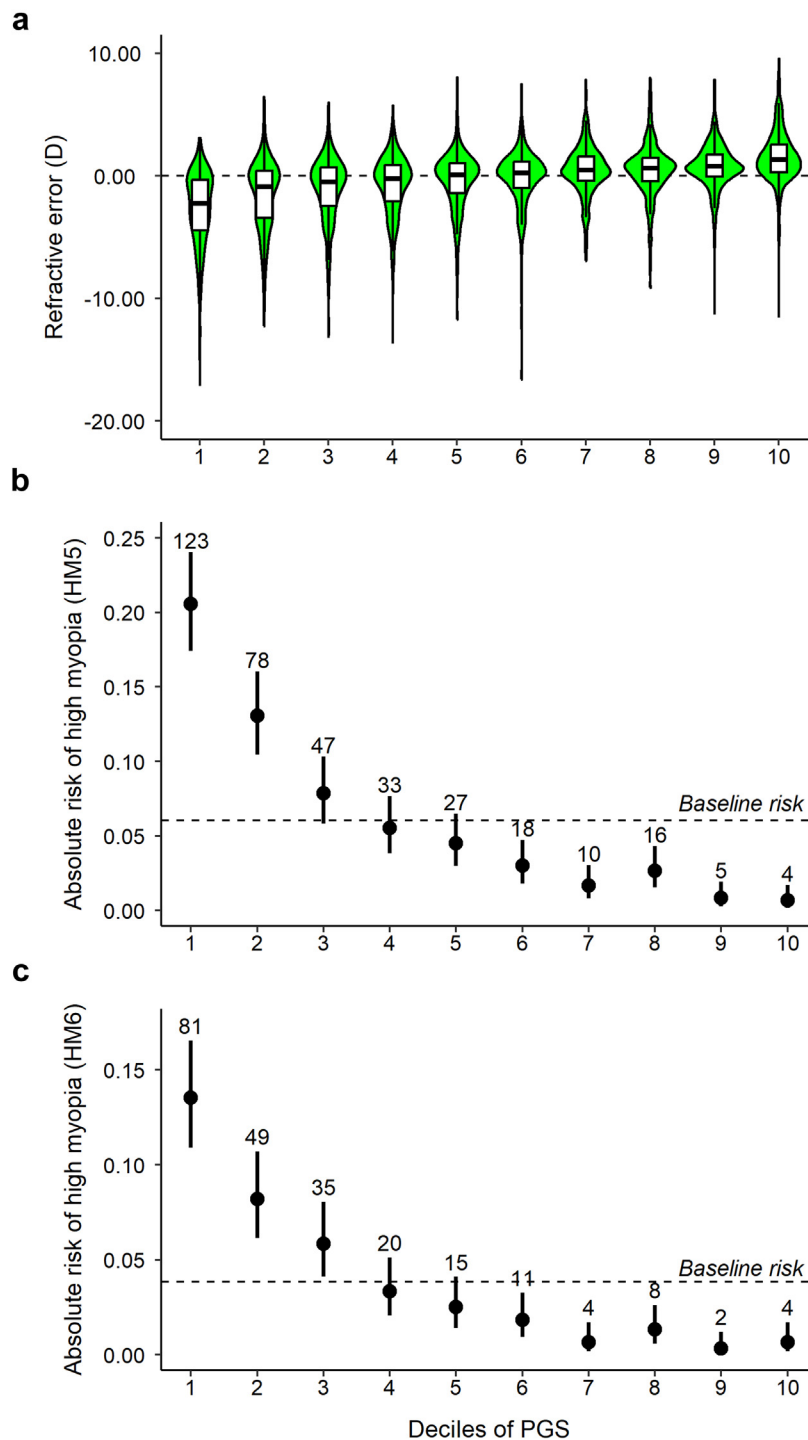 a
Refractive error (D)
10.00
0.00
-10.00
-20.00
1 2 3 4 5 6 7 8 9 10
b
Absolute risk of high myopia (HM5)
0.25
0.20
0.15
0.10
0.05
0.00
123
78
47
33
27
18
10
16
5
4
Baseline risk
1 2 3 4 5 6 7 8 9 10
c
Absolute risk of high myopia (HM6)
0.15
0.10
0.05
0.00
81
49
35
20
15
11
4
8
2
4
Baseline risk
1 2 3 4 5 6 7 8 9 10
Deciles of PGS